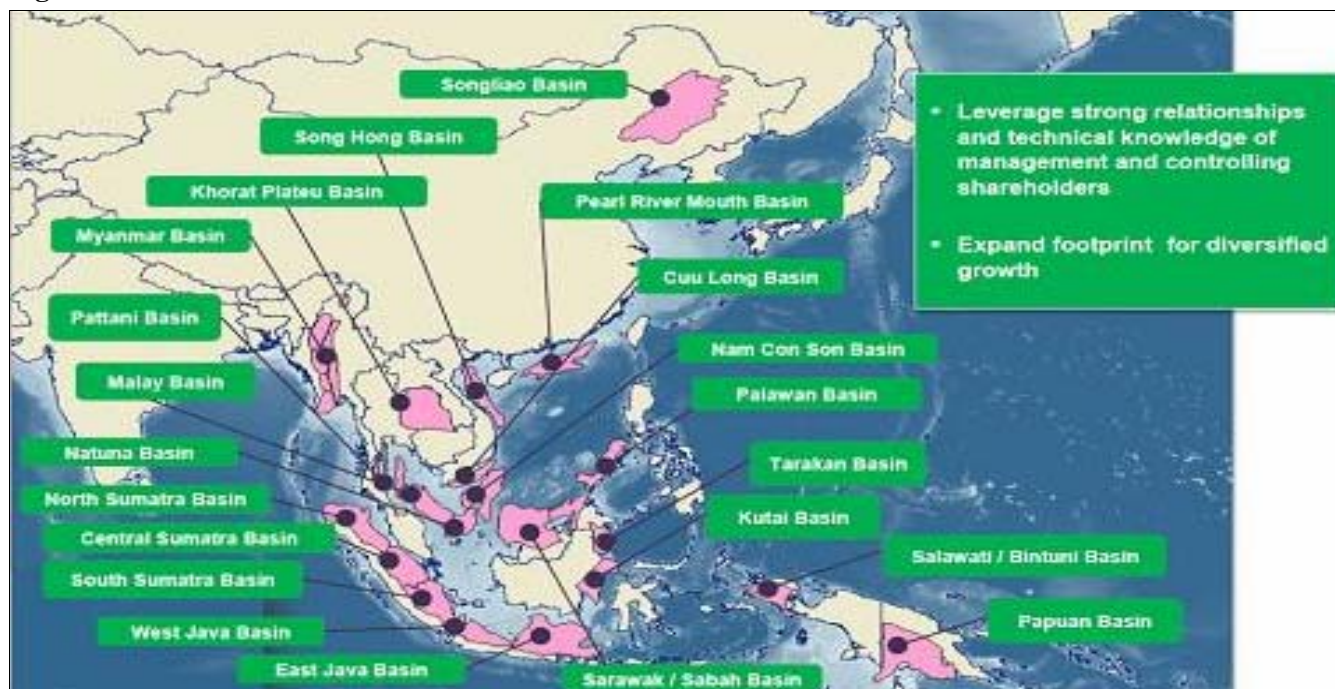 Songliao Basin
Song Hong Basin
Khorat Plateu Basin
Pearl River Mouth Basin
Myanmar Basin
Cuu Long Basin
Pattani Basin
Nam Con Son Basin
Malay Basin
Palawan Basin
Natuna Basin
Tarakan Basin
North Sumatra Basin
Kutai Basin
Central Sumatra Basin
Salawati / Bintuni Basin
South Sumatra Basin
West Java Basin
Papuan Basin
East Java Basin
Sarawak / Sabah Basin
• Leverage strong relationships
and technical knowledge of
management and controlling
shareholders
• Expand footprint for diversified
growth